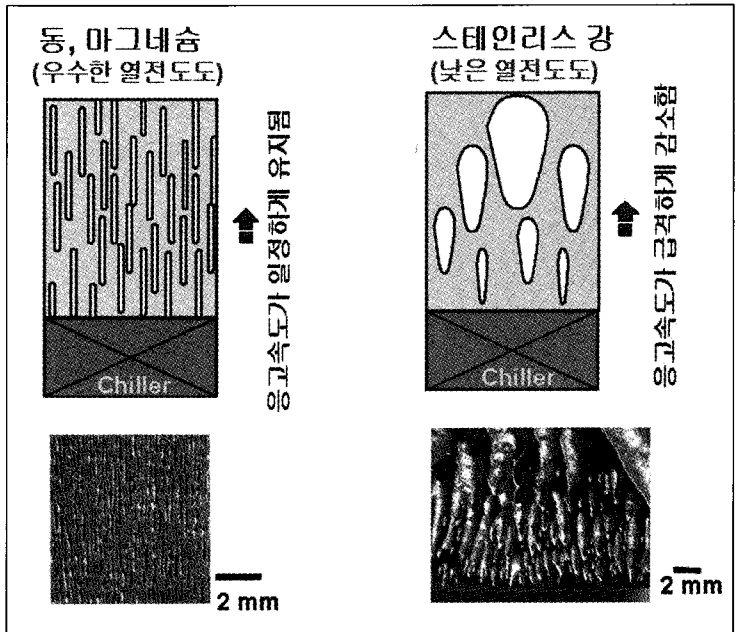 동, 마그네슘
(우수한 열전도도)
응고속도가 일정하게 유지됨
Chiller
2 mm
스테인리스 강
(낮은 열전도도)
응고속도가 급격하게 감소함
Chiller
2 mm